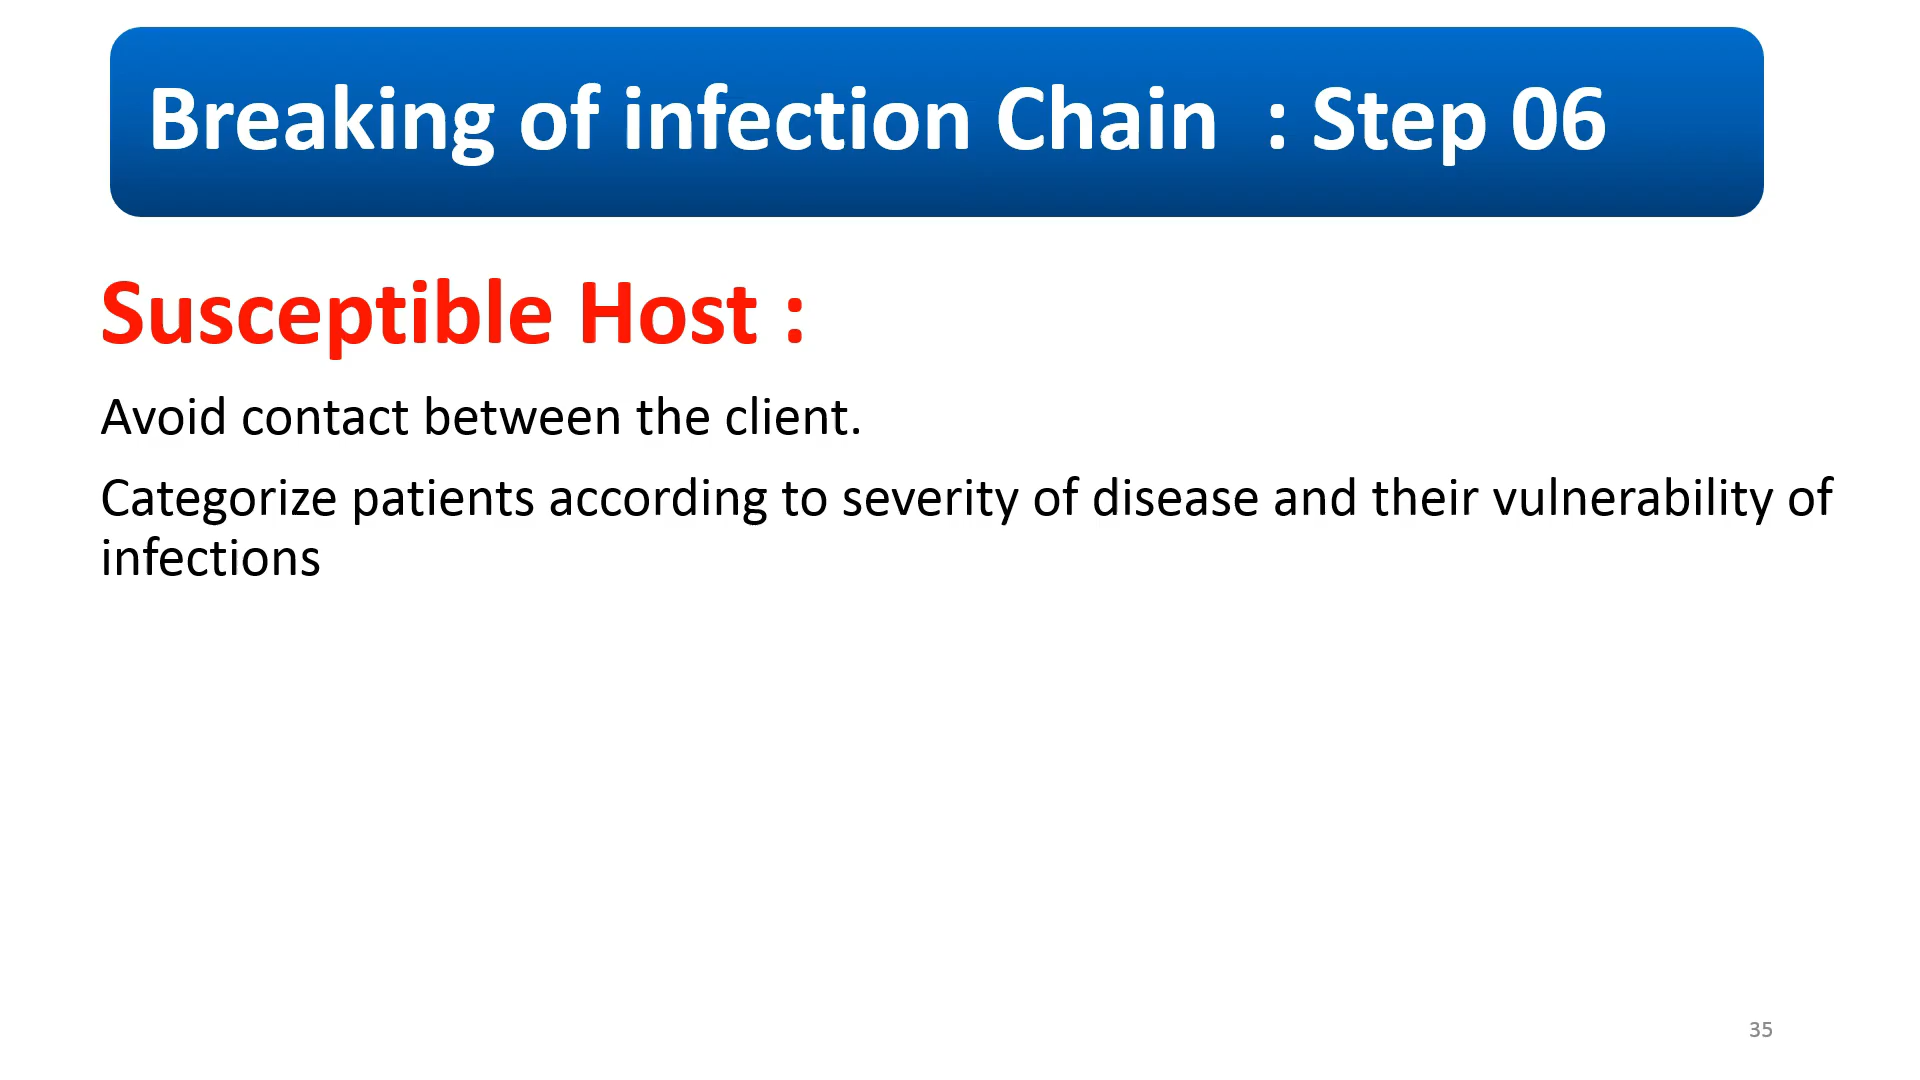 Breaking of infection Chain  : Step 06
Susceptible Host :
Avoid contact between the client.
Categorize patients according to severity of disease and their vulnerability of
infections
35